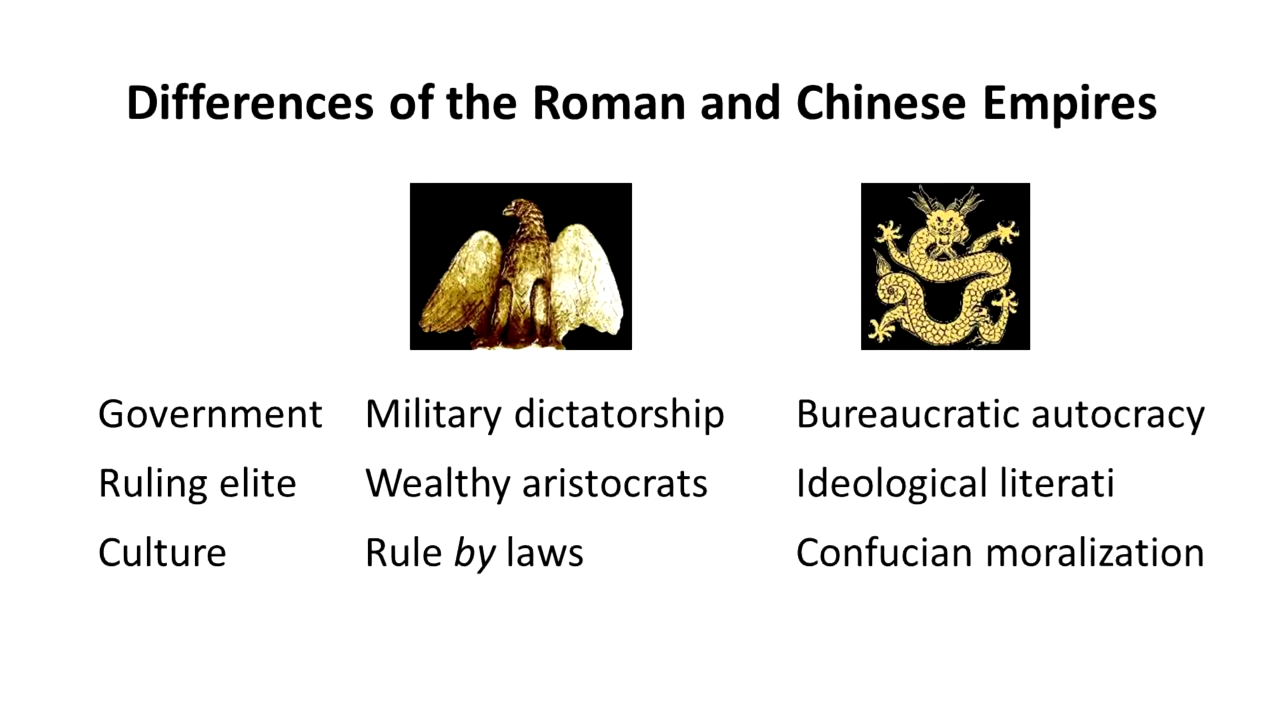 Differences of the Roman and Chinese Empires
Government Military dictatorship Bureaucratic autocracy
Ruling elite Wealthy aristocrats Ideological literati
Culture Rule by laws Confucian moralization